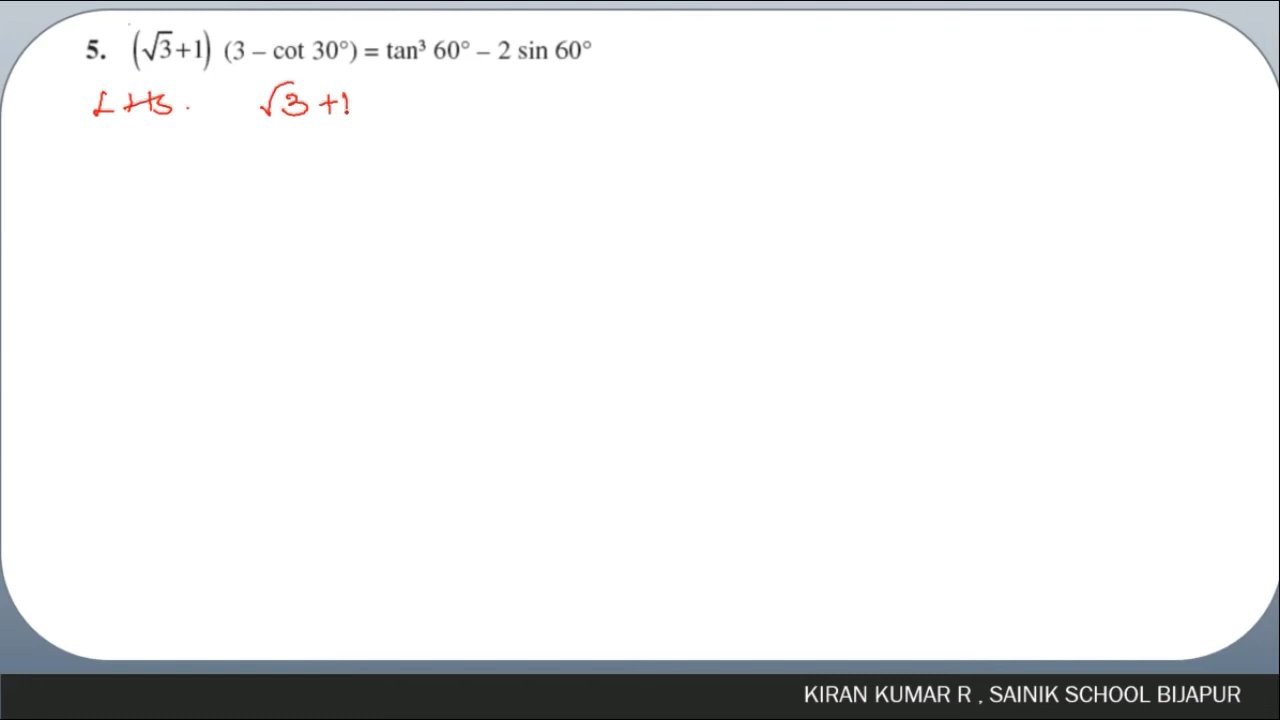 5. (√3+1) (3 – cot 30°) = tan³ 60° – 2 sin 60°
LHS. √3 +1
KIRAN KUMAR R , SAINIK SCHOOL BIJAPUR